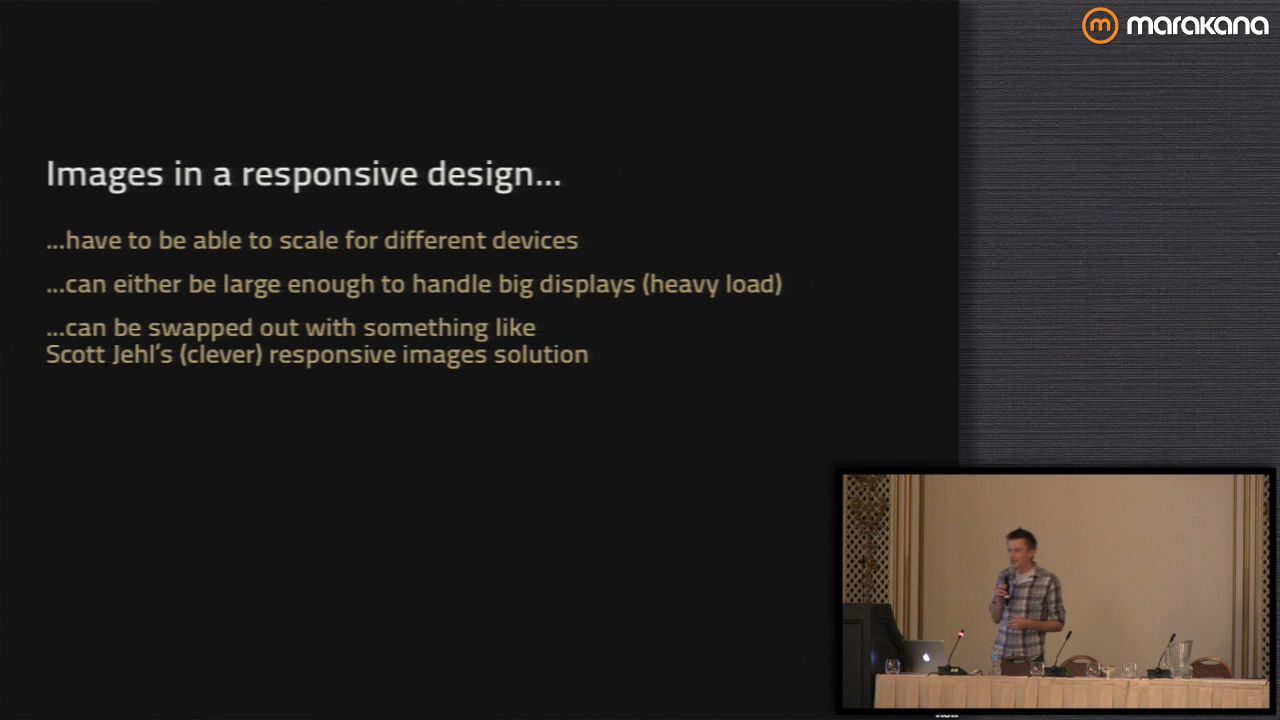 marakana
Images in a responsive design...
...have to be able to scale for different devices
...can either be large enough to handle big displays (heavy load)
...can be swapped out with something like
Scott Jehl's (clever) responsive images solution